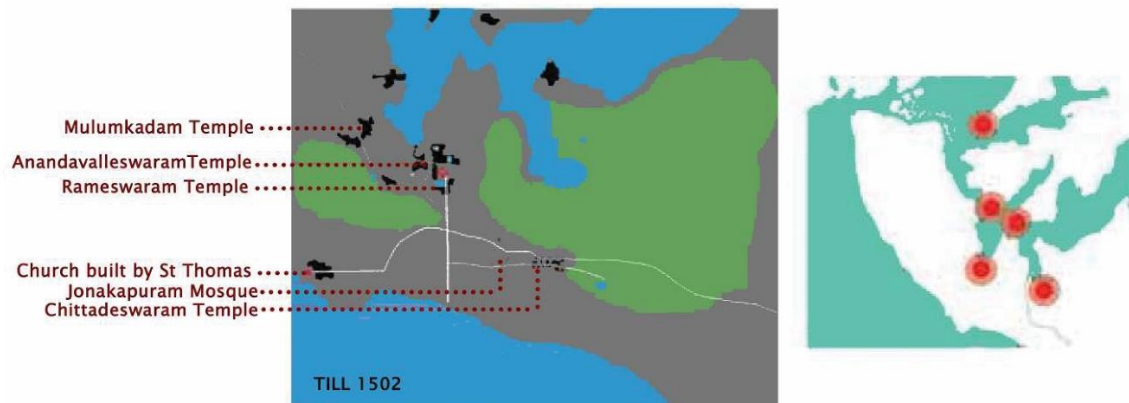 Mulumkadam Temple
AnandavalleswaramTemple
Rameswaram Temple
Church built by St Thomas
Jonakapuram Mosque
Chittadeswaram Temple
TILL 1502